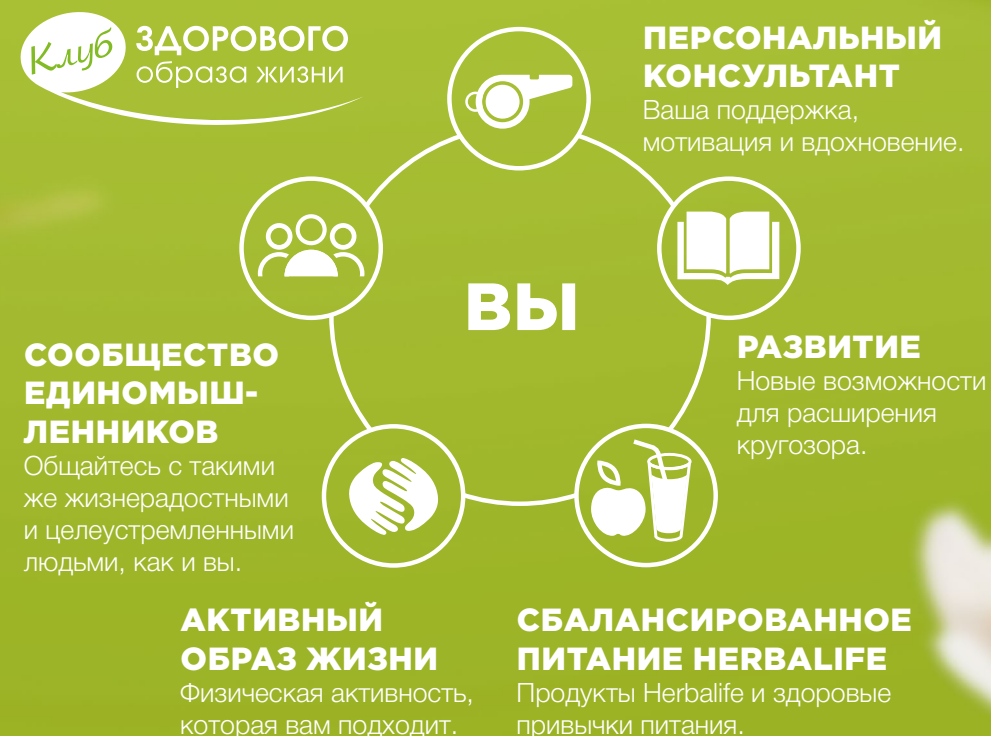 Клуб ЗДОРОВОГО
образа жизни
ПЕРСОНАЛЬНЫЙ
КОНСУЛЬТАНТ
Ваша поддержка,
мотивация и вдохновение.
ВЫ
РАЗВИТИЕ
Новые возможности
для расширения
кругозора.
СООБЩЕСТВО
ЕДИНОМЫШ-
ЛЕННИКОВ
Общайтесь с такими
же жизнерадостными
и целеустремленными
людьми, как и вы.
АКТИВНЫЙ
ОБРАЗ ЖИЗНИ
Физическая активность,
которая вам подходит.
СБАЛАНСИРОВАННОЕ
ПИТАНИЕ HERBALIFE
Продукты Herbalife и здоровые
привычки питания.